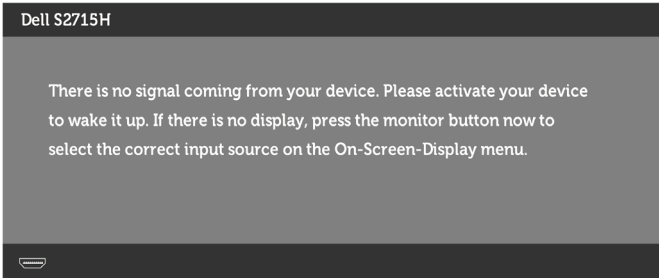 Dell S2715H
There is no signal coming from your device. Please activate your device
to wake it up. If there is no display, press the monitor button now to
select the correct input source on the On-Screen-Display menu.